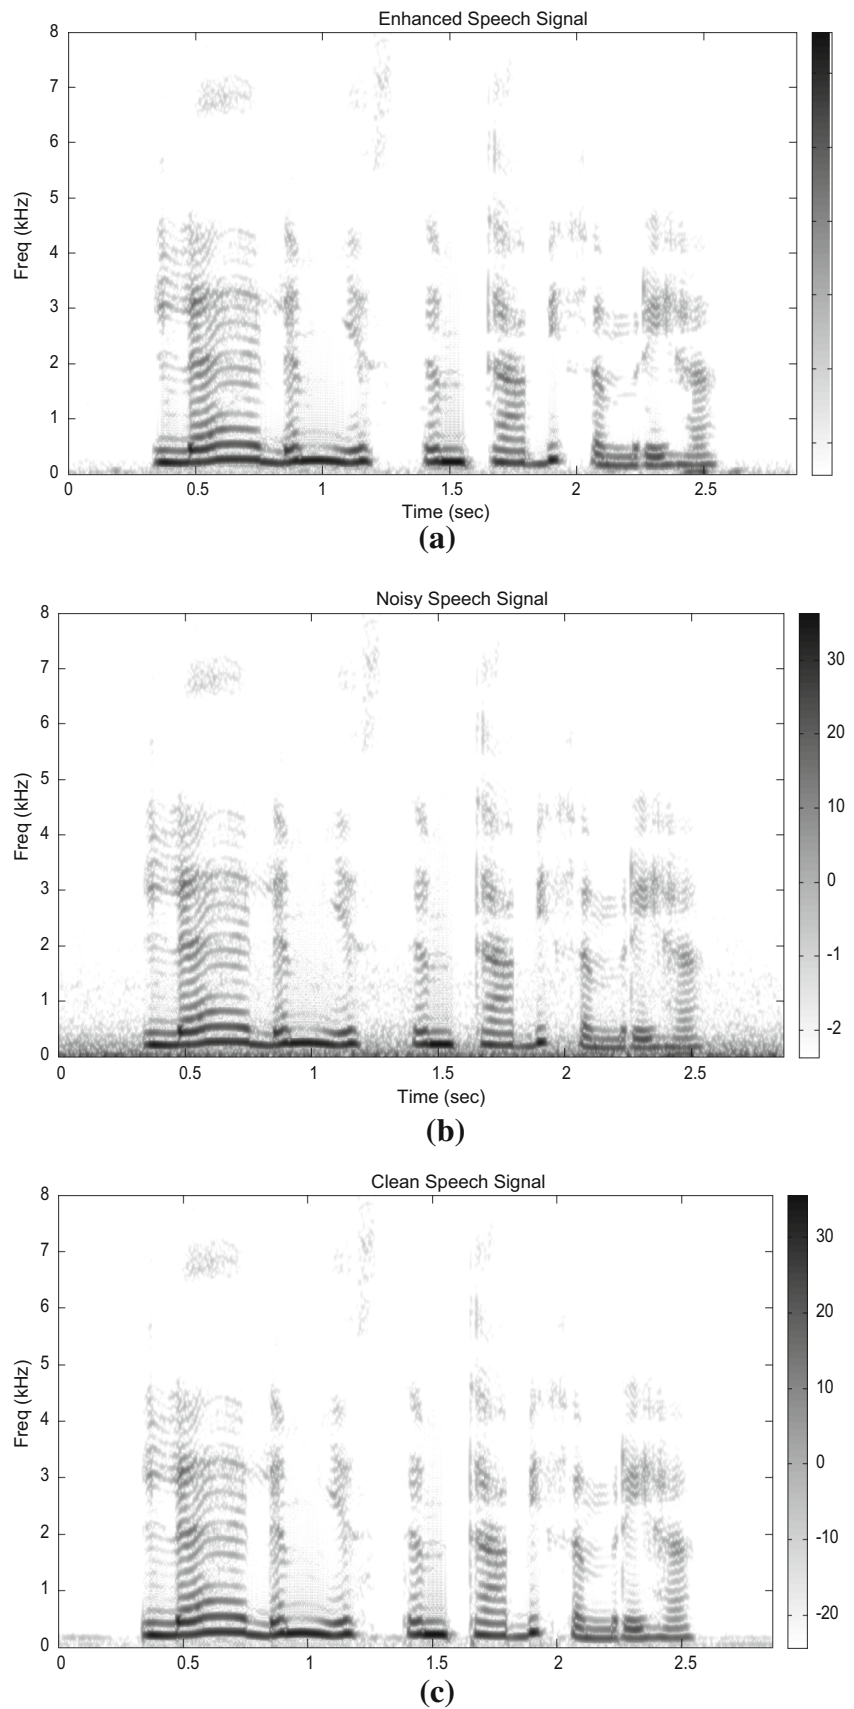 Enhanced Speech Signal
8
7
6
5
4
3
2
1
0
Freq (kHz)
0 0.5 1 1.5 2 2.5
Time (sec)
(a)
Noisy Speech Signal
8
7
6
5
4
3
2
1
0
Freq (kHz)
30
20
10
0
-1
-2
0 0.5 1 1.5 2 2.5
Time (sec)
(b)
Clean Speech Signal
8
7
6
5
4
3
2
1
0
Freq (kHz)
30
20
10
0
-10
-20
0 0.5 1 1.5 2 2.5
(c)